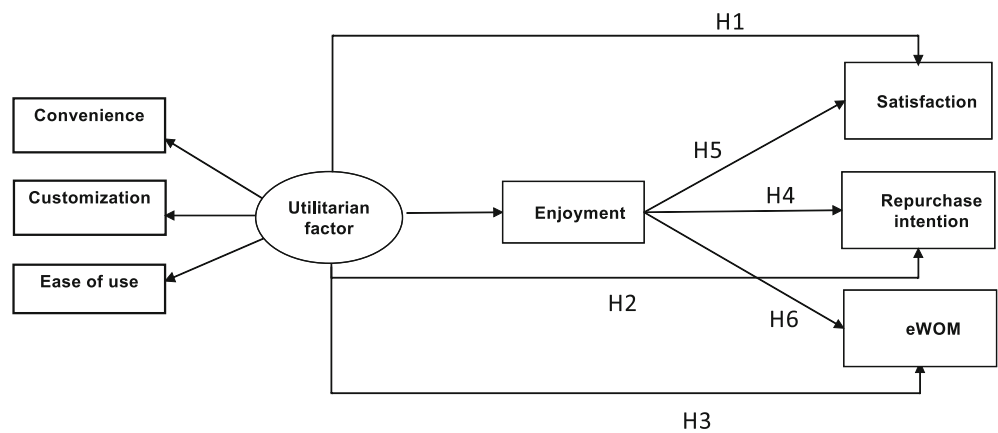 H1
Convenience
Customization
Ease of use
Utilitarian
factor
Enjoyment
H5
H4
H2
H6
H3
Satisfaction
Repurchase
intention
eWOM